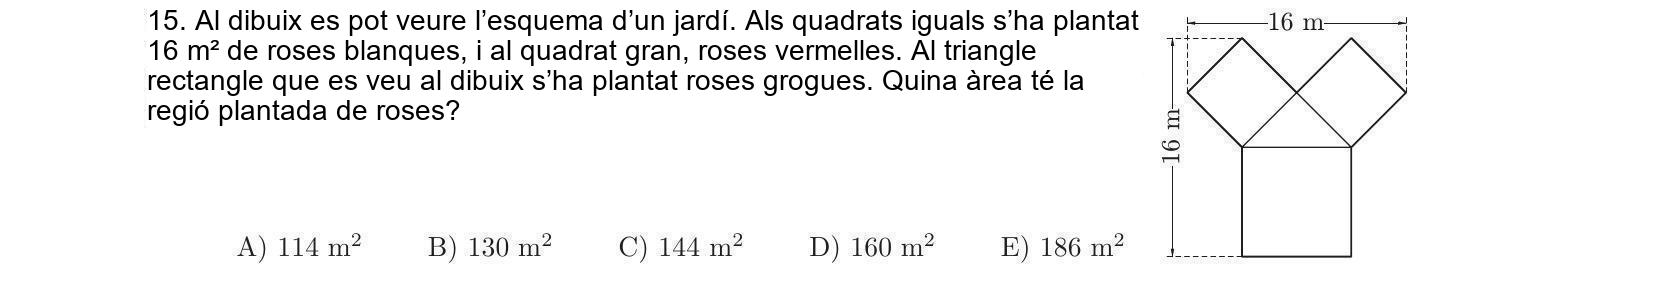 15. Al dibuix es pot veure l’esquema d’un jardí. Als quadrats iguals s’ha plantat
16 m² de roses blanques, i al quadrat gran, roses vermelles. Al triangle
rectangle que es veu al dibuix s’ha plantat roses grogues. Quina àrea té la
regió plantada de roses?
16 m
16 m
A) 114 m² B) 130 m² C) 144 m² D) 160 m² E) 186 m²